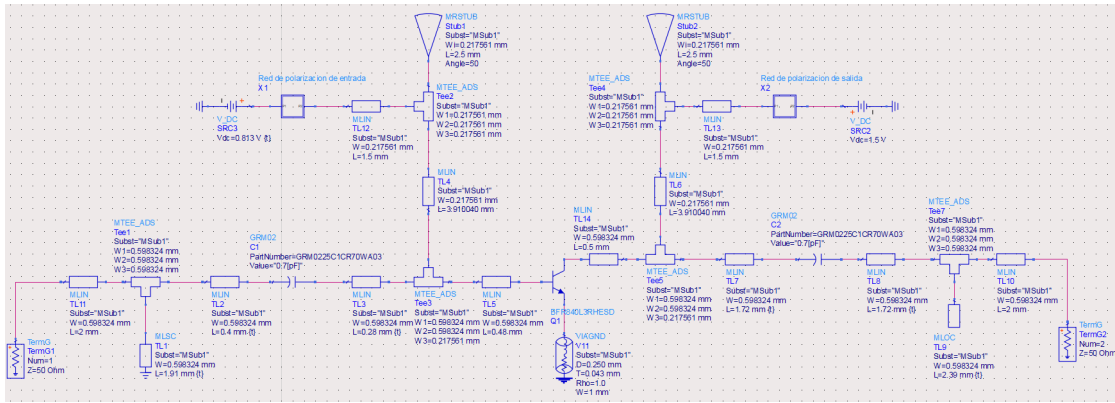 MRSTUB
Stub1
Subst="MSub1"
Wi=0.217561 mm
L=2.5 mm
Angle=50
MRSTUB
Stub2
Subst="MSub1"
Wi=0.217561 mm
L=2.5 mm
Angle=50
Red de polarizacion de entrada
X1
V_DC
SRC3
Vdc=0.813 V {t}
MLIN
TL12
Subst="MSub1"
W=0.217561 mm
L=1.5 mm
MTEE_ADS
Tee2
Subst="MSub1"
W1=0.217561 mm
W2=0.217561 mm
W3=0.217561 mm
MTEE_ADS
Tee4
Subst="MSub1"
W1=0.217561 mm
W2=0.217561 mm
W3=0.217561 mm
MLIN
TL13
Subst="MSub1"
W=0.217561 mm
L=1.5 mm
Red de polarizacion de salida
X2
V_DC
SRC2
Vdc=1.5 V
MLIN
TL4
Subst="MSub1"
W=0.217561 mm
L=3.910040 mm
MLIN
TL6
Subst="MSub1"
W=0.217561 mm
L=3.910040 mm
MTEE_ADS
Tee1
Subst="MSub1"
W1=0.598324 mm
W2=0.598324 mm
W3=0.598324 mm
GRM02
C1
PartNumber=GRM0225C1CR70WA03
Value="0.7[pF]"
MLIN
TL14
Subst="MSub1"
W=0.598324 mm
L=0.5 mm
GRM02
C2
PartNumber=GRM0225C1CR70WA03
Value="0.7[pF]"
MTEE_ADS
Tee7
Subst="MSub1"
W1=0.598324 mm
W2=0.598324 mm
W3=0.598324 mm
MLIN
TL11
Subst="MSub1"
W=0.598324 mm
L=2 mm
MLIN
TL2
Subst="MSub1"
W=0.598324 mm
L=0.4 mm {t}
MLIN
TL3
Subst="MSub1"
W=0.598324 mm
L=0.28 mm {t}
MTEE_ADS
Tee3
Subst="MSub1"
W1=0.598324 mm
W2=0.598324 mm
W3=0.217561 mm
MLIN
TL5
Subst="MSub1"
W=0.598324 mm
L=0.48 mm
BFR840L3RHESD
Q1
MTEE_ADS
Tee5
Subst="MSub1"
W1=0.598324 mm
W2=0.598324 mm
W3=0.217561 mm
MLIN
TL7
Subst="MSub1"
W=0.598324 mm
L=1.72 mm {t}
MLIN
TL8
Subst="MSub1"
W=0.598324 mm
L=1.72 mm {t}
MLIN
TL10
Subst="MSub1"
W=0.598324 mm
L=2 mm
TermG
TermG1
Num=1
Z=50 Ohm
MLSC
TL1
Subst="MSub1"
W=0.598324 mm
L=1.91 mm {t}
VIAGND
V11
D=0.250 mm
T=0.043 mm
Rho=1.0
W=1 mm
MLOC
TL9
Subst="MSub1"
W=0.598324 mm
L=2.39 mm {t}
TermG
TermG2
Num=2
Z=50 Ohm